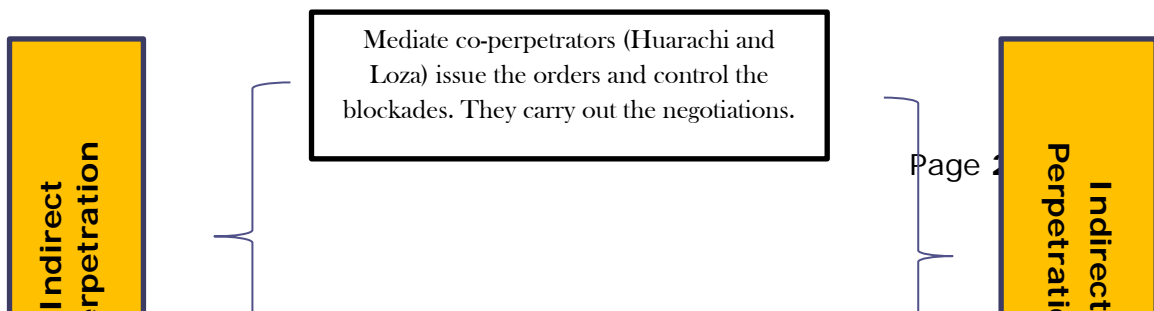 Mediate co-perpetrators (Huarachi and
Loza) issue the orders and control the
blockades. They carry out the negotiations.
Page
Indirect
Indirect